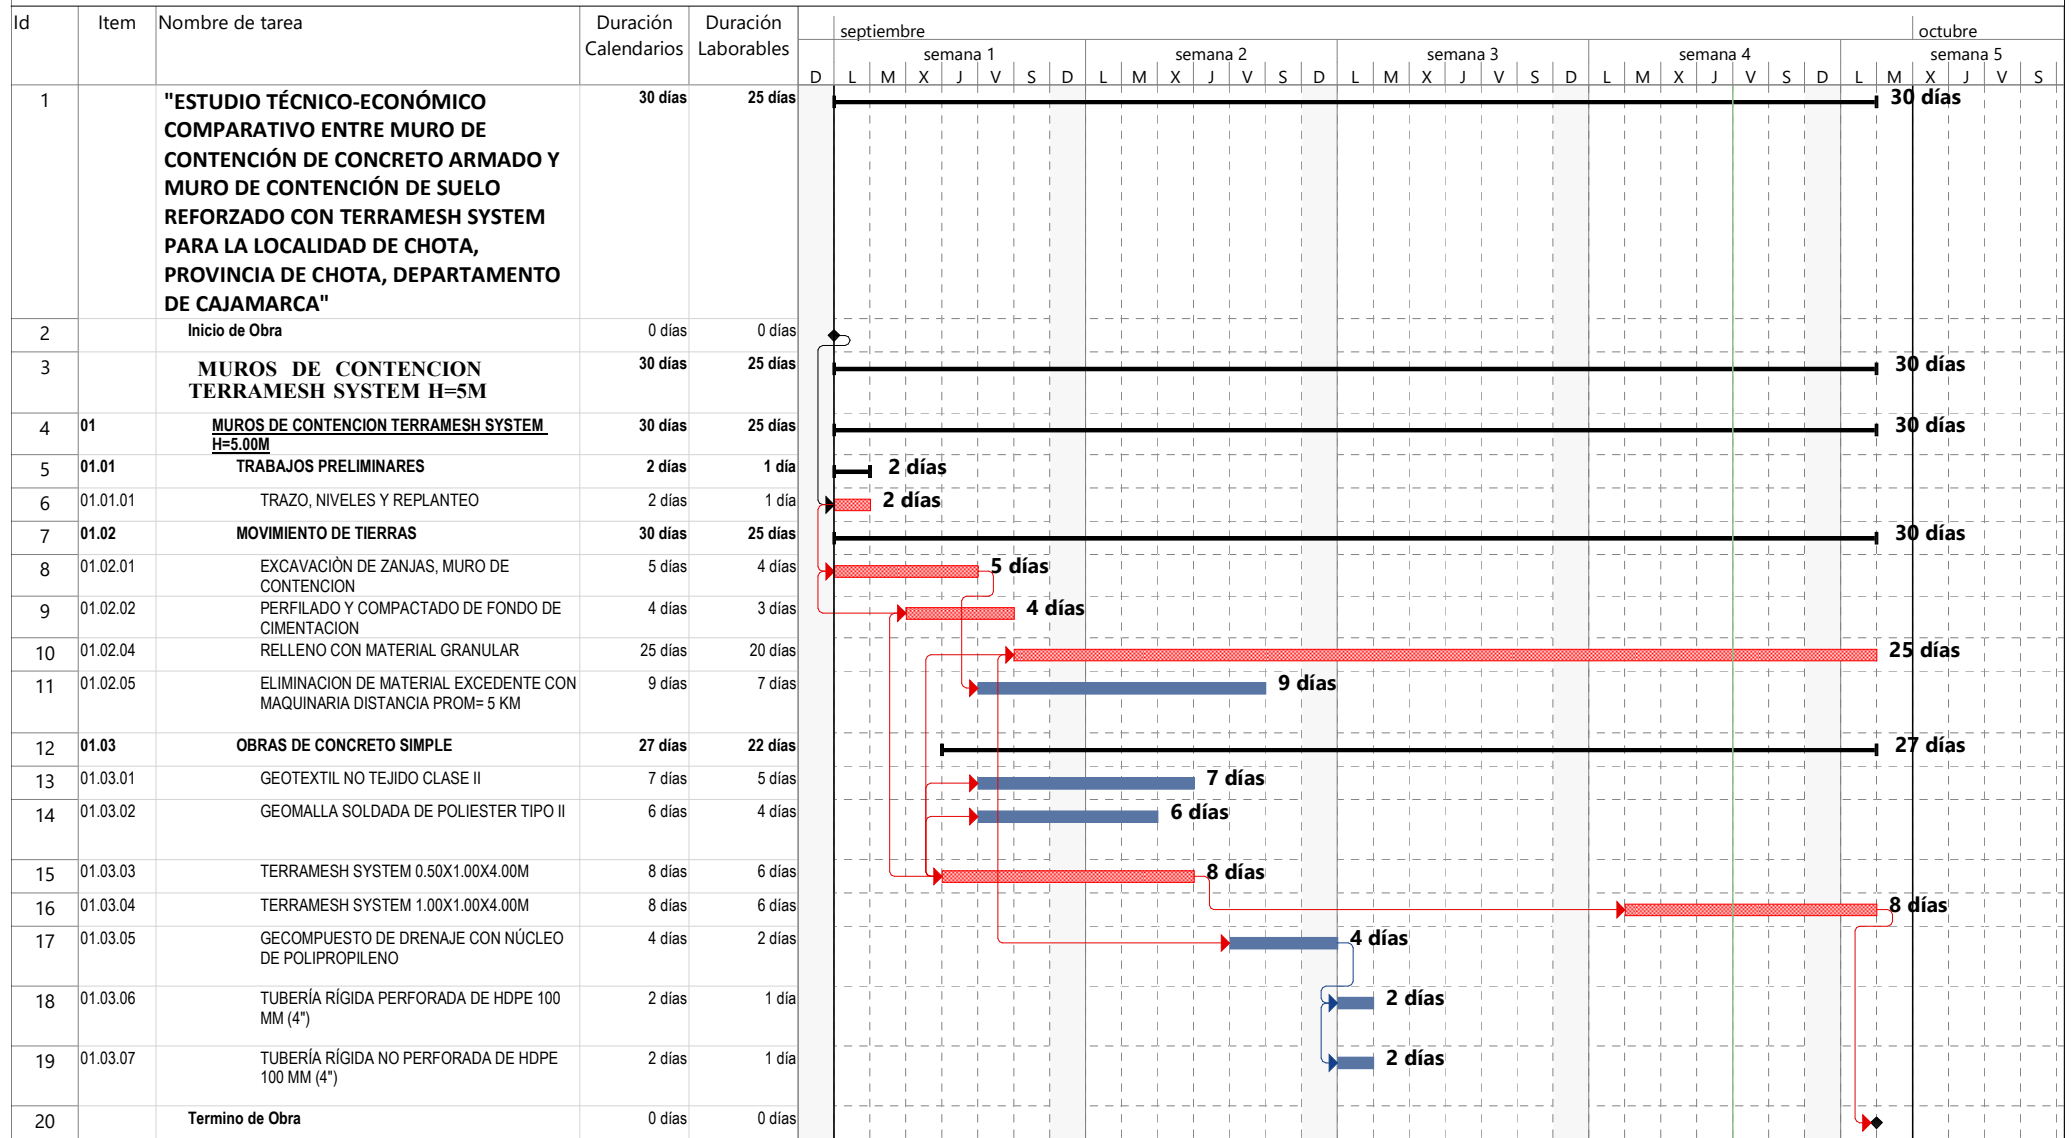 Id Item Nombre de tarea Duración Calendarios Duración Laborables
septiembre octubre
semana 1 semana 2 semana 3 semana 4 semana 5
D L M X J V S D L M X J V S D L M X J V S D L M X J V S D L M X J V S
1 "ESTUDIO TÉCNICO-ECONÓMICO 30 días 25 días 30 días
COMPARATIVO ENTRE MURO DE
CONTENCIÓN DE CONCRETO ARMADO Y
MURO DE CONTENCIÓN DE SUELO
REFORZADO CON TERRAMESH SYSTEM
PARA LA LOCALIDAD DE CHOTA,
PROVINCIA DE CHOTA, DEPARTAMENTO
DE CAJAMARCA"
2 Inicio de Obra 0 días 0 días
3 MUROS DE CONTENCION 30 días 25 días 30 días
TERRAMESH SYSTEM H=5M
4 01 MUROS DE CONTENCION TERRAMESH SYSTEM 30 días 25 días 30 días
H=5.00M
5 01.01 TRABAJOS PRELIMINARES 2 días 1 día 2 días
6 01.01.01 TRAZO, NIVELES Y REPLANTEO 2 días 1 día 2 días
7 01.02 MOVIMIENTO DE TIERRAS 30 días 25 días 30 días
8 01.02.01 EXCAVACIÒN DE ZANJAS, MURO DE 5 días 4 días 5 días
CONTENCION
9 01.02.02 PERFILADO Y COMPACTADO DE FONDO DE 4 días 3 días 4 días
CIMENTACION
10 01.02.04 RELLENO CON MATERIAL GRANULAR 25 días 20 días 25 días
11 01.02.05 ELIMINACION DE MATERIAL EXCEDENTE CON 9 días 7 días 9 días
MAQUINARIA DISTANCIA PROM= 5 KM
12 01.03 OBRAS DE CONCRETO SIMPLE 27 días 22 días 27 días
13 01.03.01 GEOTEXTIL NO TEJIDO CLASE II 7 días 5 días 7 días
14 01.03.02 GEOMALLA SOLDADA DE POLIESTER TIPO II 6 días 4 días 6 días
15 01.03.03 TERRAMESH SYSTEM 0.50X1.00X4.00M 8 días 6 días 8 días
16 01.03.04 TERRAMESH SYSTEM 1.00X1.00X4.00M 8 días 6 días 8 días
17 01.03.05 GECOMPUESTO DE DRENAJE CON NÚCLEO 4 días 2 días 4 días
DE POLIPROPILENO
18 01.03.06 TUBERÍA RÍGIDA PERFORADA DE HDPE 100 2 días 1 día 2 días
MM (4")
19 01.03.07 TUBERÍA RÍGIDA NO PERFORADA DE HDPE 2 días 1 día 2 días
100 MM (4")
20 Termino de Obra 0 días 0 días